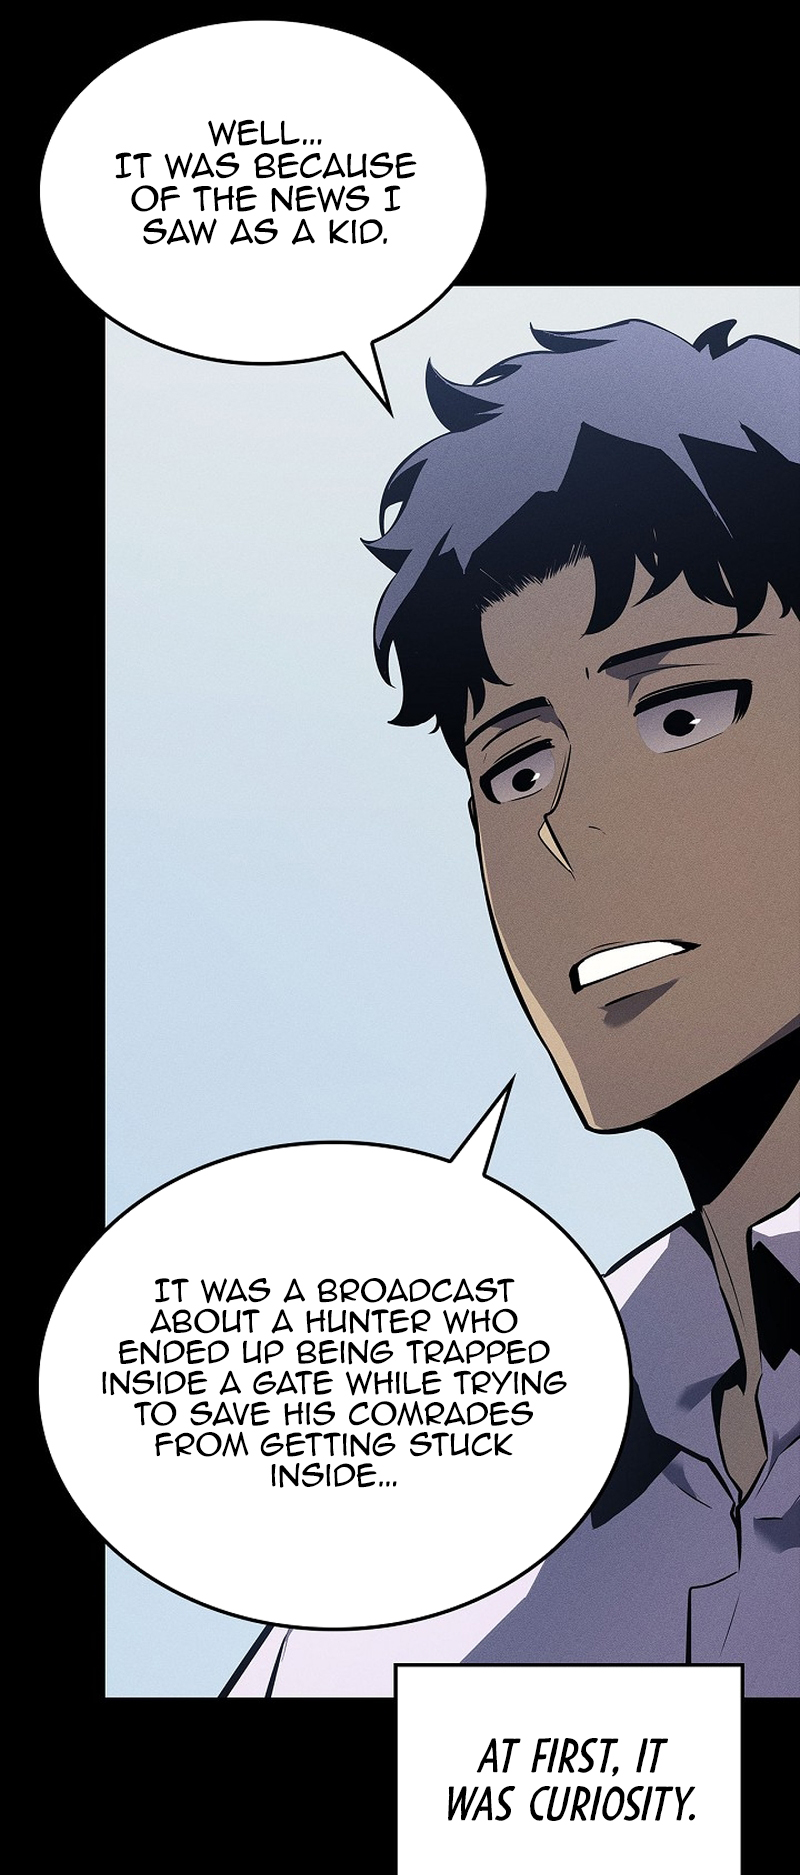 WELL...
IT WAS BECAUSE
OF THE NEWS I
SAW AS A KID.
IT WAS A BROADCAST
ABOUT A HUNTER WHO
ENDED UP BEING TRAPPED
INSIDE A GATE WHILE TRYING
TO SAVE HIS COMRADES
FROM GETTING STUCK
INSIDE...
AT FIRST, IT
WAS CURIOSITY.